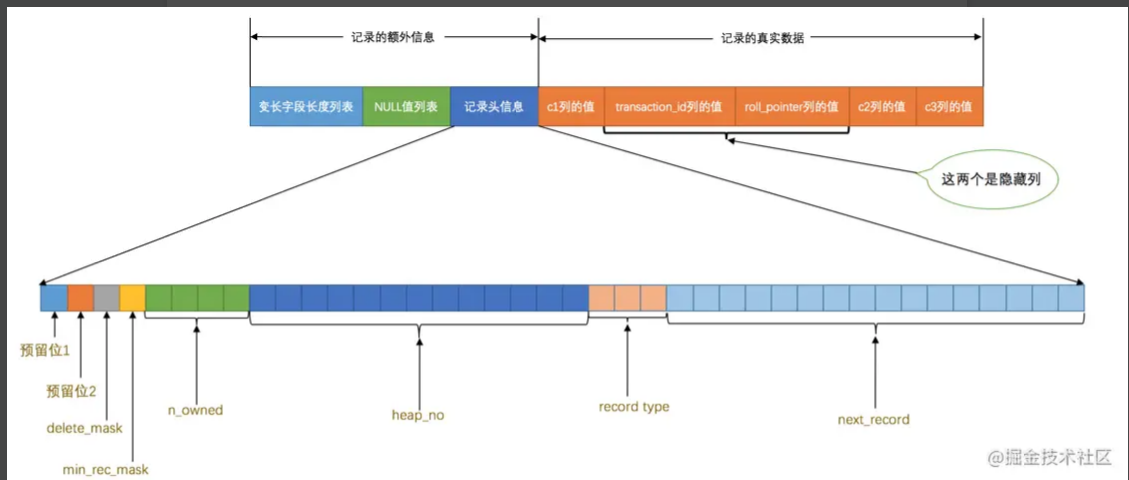 记录的额外信息
记录的真实数据
变长字段长度列表
NULL值列表
记录头信息
c1列的值
transaction_id列的值
roll_pointer列的值
c2列的值
c3列的值
这两个是隐藏列
预留位1
预留位2
delete_mask
min_rec_mask
n_owned
heap_no
record type
next_record
@掘金技术社区